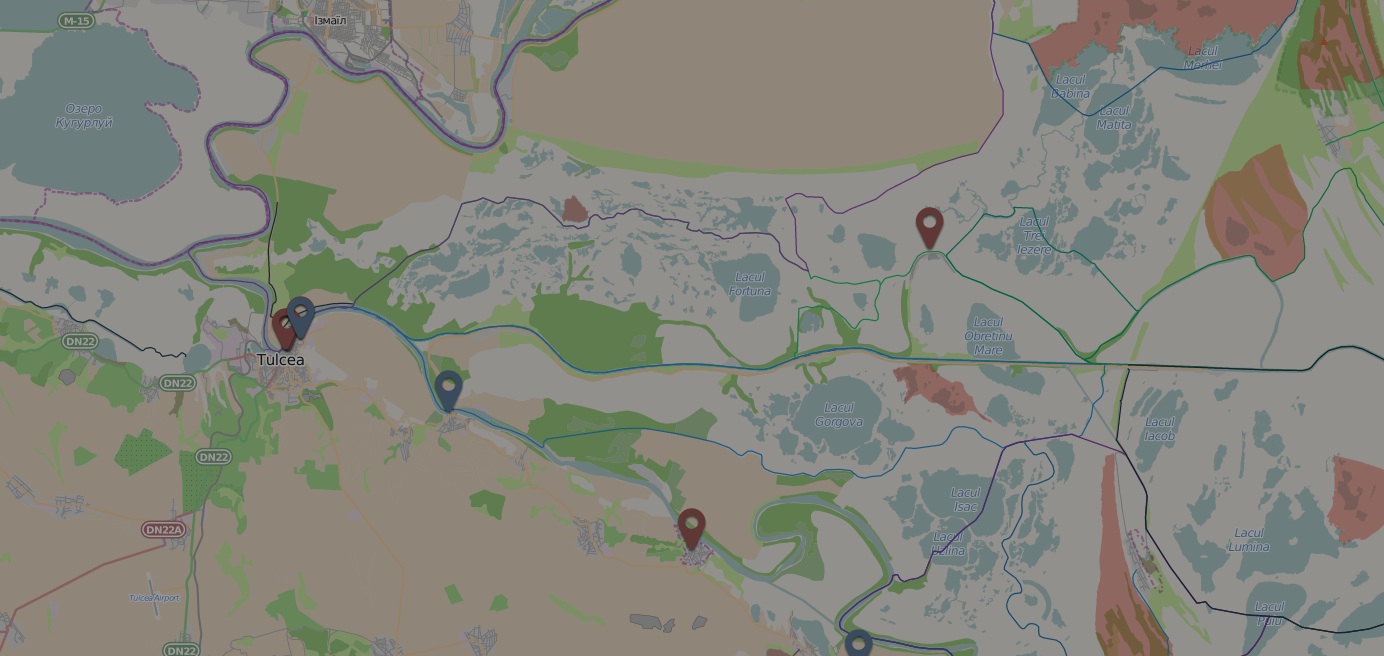 M-15
Ізмаїл
Озеро
Кугурлуй
Lacul
Merhei
Lacul
Babina
Lacul
Matita
Lacul
Trei
Iezere
Lacul
Fortuna
Lacul
Obretinu
Mare
DN22
Tulcea
DN22
Lacul
Gorgova
Lacul
Iacob
DN22
Lacul
Isac
DN22A
Lacul
Uzlina
Lacul
Lumina
Tulcea Airport
Lacul
Puiu
DN22